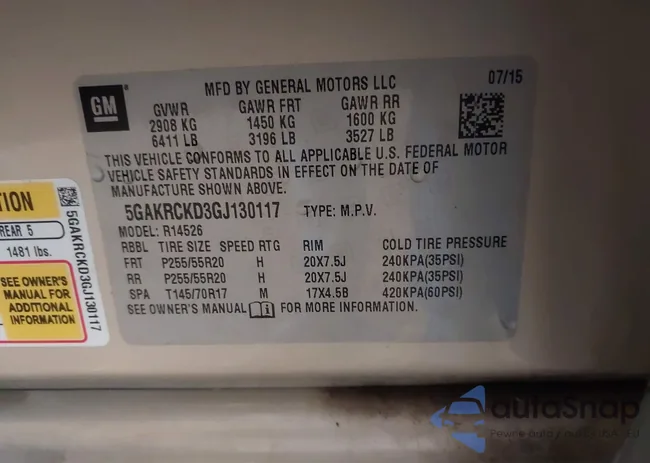 MFD BY GENERAL MOTORS LLC 07/15
GM
GVWR GAWR FRT GAWR RR
2908 KG 1450 KG 1600 KG
6411 LB 3196 LB 3527 LB
THIS VEHICLE CONFORMS TO ALL APPLICABLE U.S. FEDERAL MOTOR
VEHICLE SAFETY STANDARDS IN EFFECT ON THE DATE OF
MANUFACTURE SHOWN ABOVE.
5GAKRCKD3GJ130117 TYPE: M.P.V.
MODEL: R14526
RBBL TIRE SIZE SPEED RTG RIM COLD TIRE PRESSURE
FRT P255/55R20 H 20X7.5J 240KPA(35PSI)
RR P255/55R20 H 20X7.5J 240KPA(35PSI)
SPA T145/70R17 M 17X4.5B 420KPA(60PSI)
SEE OWNER'S MANUAL FOR MORE INFORMATION.
TION
REAR 5
1481 lbs.
SEE OWNER'S
MANUAL FOR
ADDITIONAL
INFORMATION
5GAKRCKD3GJ130117
autoSnap